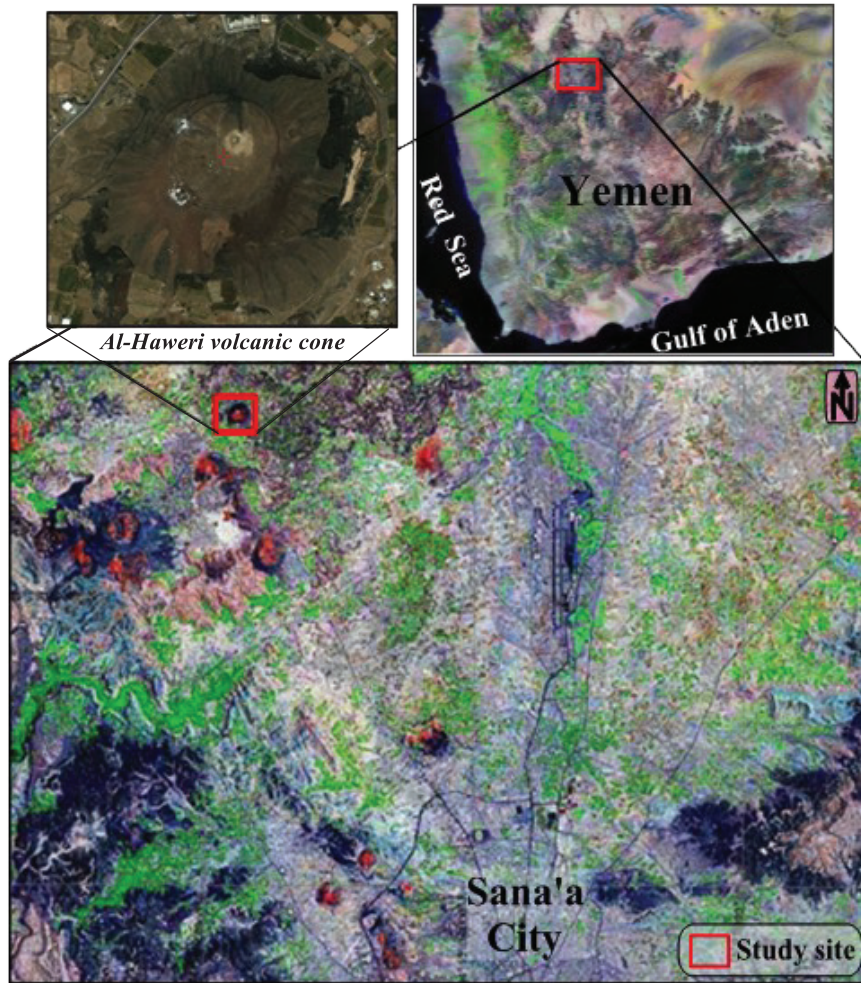 Red Sea
Yemen
Gulf of Aden
Al-Haweri volcanic cone
N
Sana'a
City
Study site